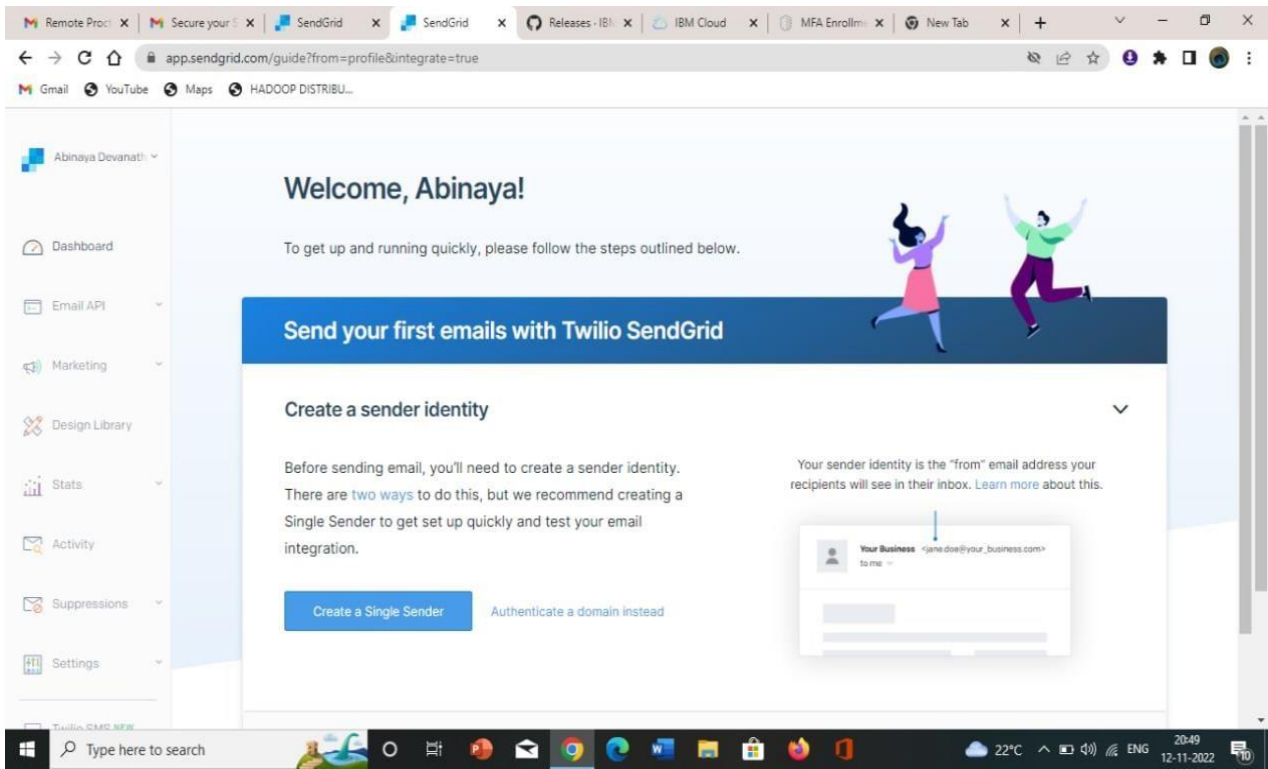 Remote Proct
Secure your S
SendGrid
SendGrid
Releases · IBM
IBM Cloud
MFA Enrollme
New Tab
app.sendgrid.com/guide?from=profile&integrate=true
Gmail
YouTube
Maps
HADOOP DISTRIBU...
Abinaya Devanath
Dashboard
Email API
Marketing
Design Library
Stats
Activity
Suppressions
Settings
Twilio SMS NEW
Welcome, Abinaya!
To get up and running quickly, please follow the steps outlined below.
Send your first emails with Twilio SendGrid
Create a sender identity
Before sending email, you'll need to create a sender identity.
There are two ways to do this, but we recommend creating a
Single Sender to get set up quickly and test your email
integration.
Create a Single Sender
Authenticate a domain instead
Your sender identity is the "from" email address your
recipients will see in their inbox. Learn more about this.
Your Business <jane.doe@your_business.com>
to me
Type here to search
22°C
ENG
20:49
12-11-2022
10